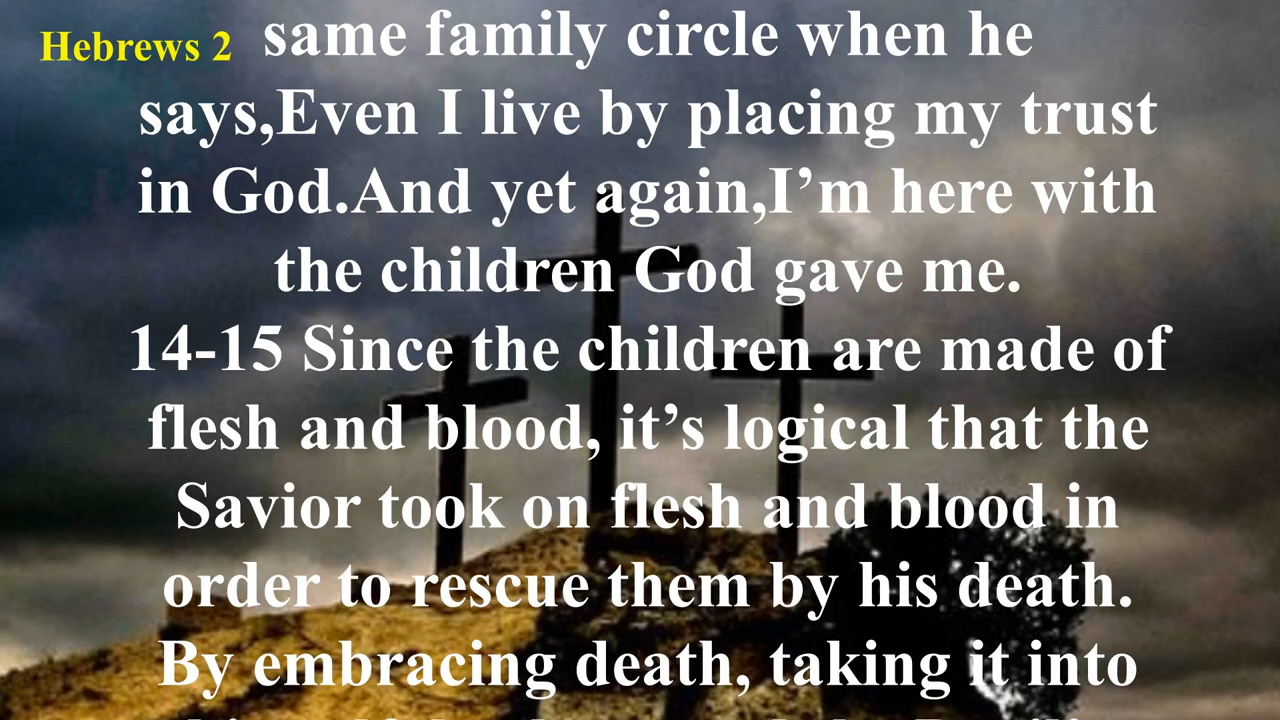 Hebrews 2
same family circle when he
says,Even I live by placing my trust
in God.And yet again,I’m here with
the children God gave me.
14-15 Since the children are made of
flesh and blood, it’s logical that the
Savior took on flesh and blood in
order to rescue them by his death.
By embracing death, taking it into